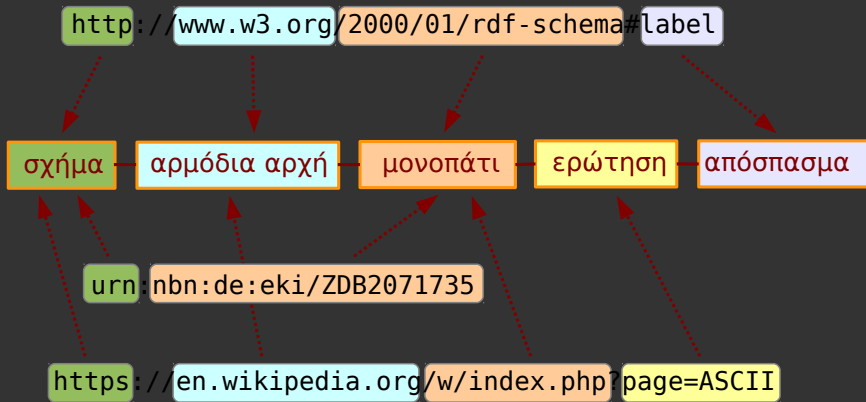 http://www.w3.org/2000/01/rdf-schema#label
σχήμα αρμόδια αρχή μονοπάτι ερώτηση απόσπασμα
urn:nbn:de:eki/ZDB2071735
https://en.wikipedia.org/w/index.php?page=ASCII